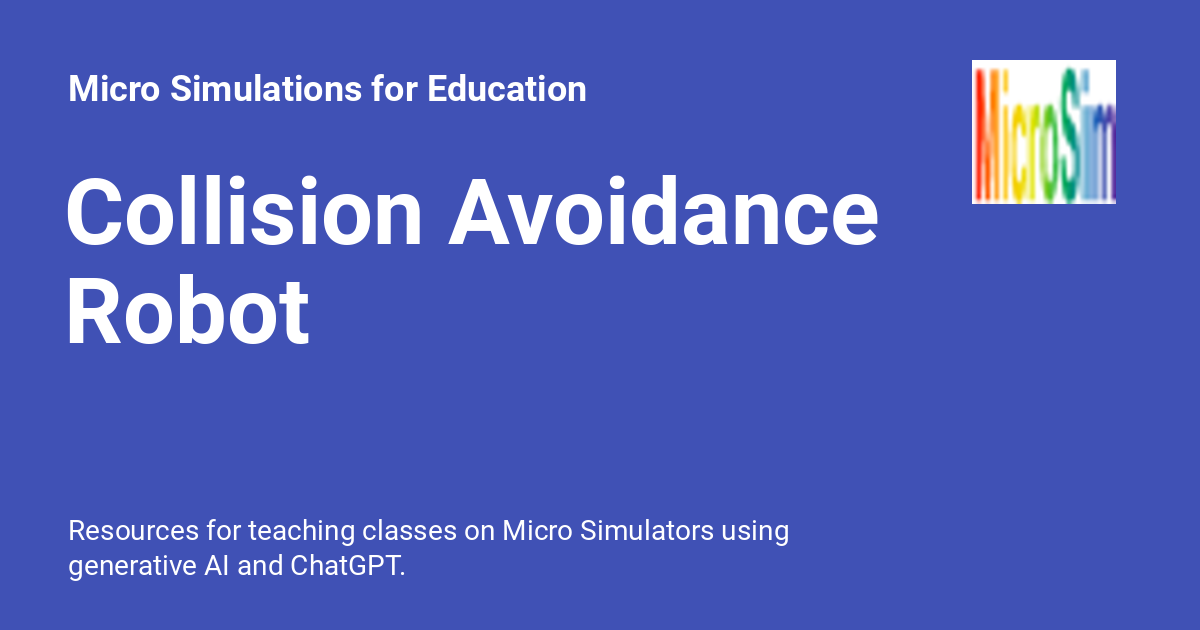 Micro Simulations for Education
MicroSim
Collision Avoidance
Robot
Resources for teaching classes on Micro Simulators using
generative AI and ChatGPT.